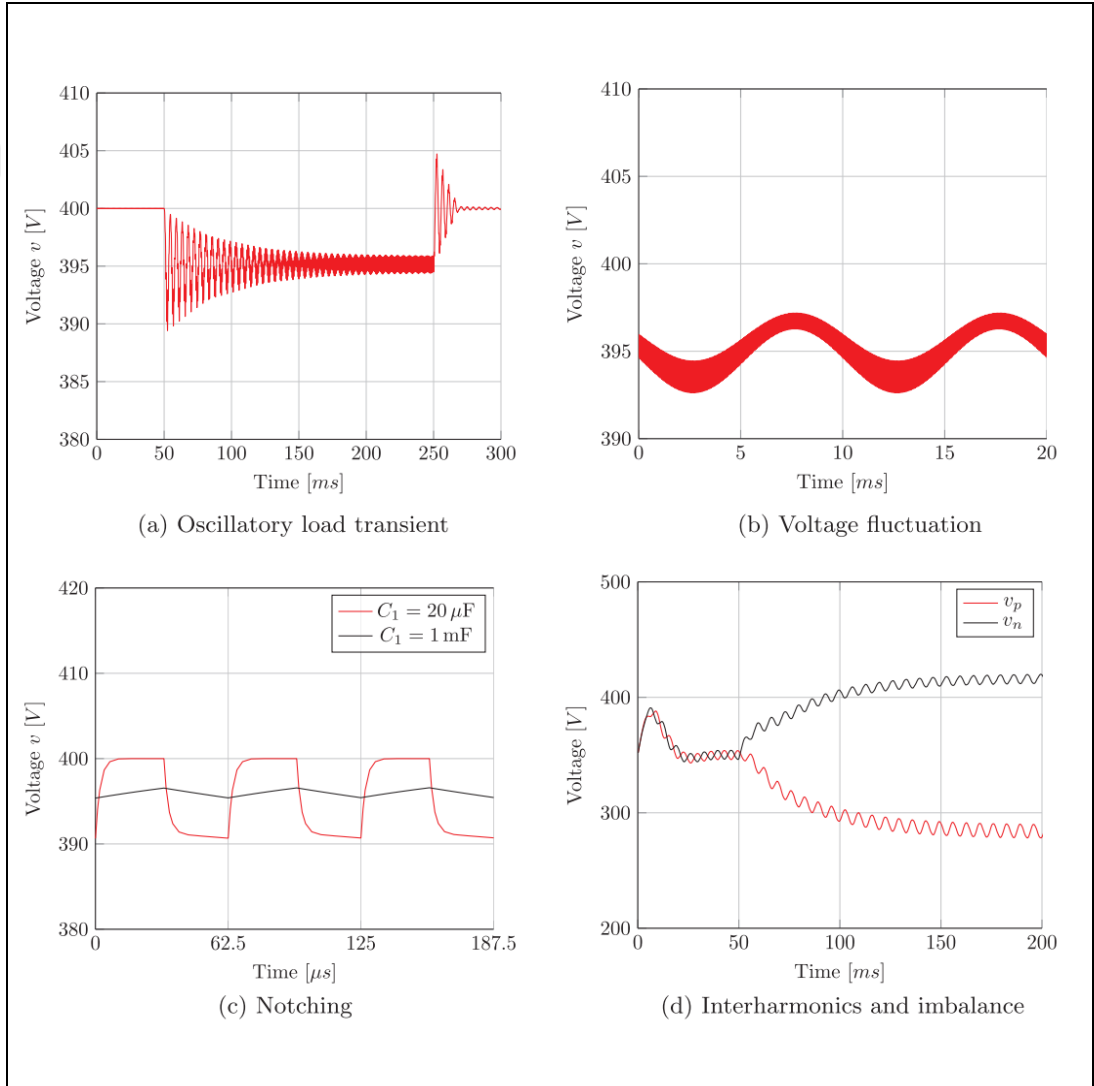 410
405
400
395
390
385
380
Voltage v [V]
0 50 100 150 200 250 300
Time [ms]
(a) Oscillatory load transient
410
405
400
395
390
Voltage v [V]
0 5 10 15 20
Time [ms]
(b) Voltage fluctuation
420
410
400
390
380
Voltage v [V]
C₁ = 20 μF
C₁ = 1 mF
0 62.5 125 187.5
Time [μs]
(c) Notching
500
400
300
200
Voltage [V]
vₚ
vₙ
0 50 100 150 200
Time [ms]
(d) Interharmonics and imbalance